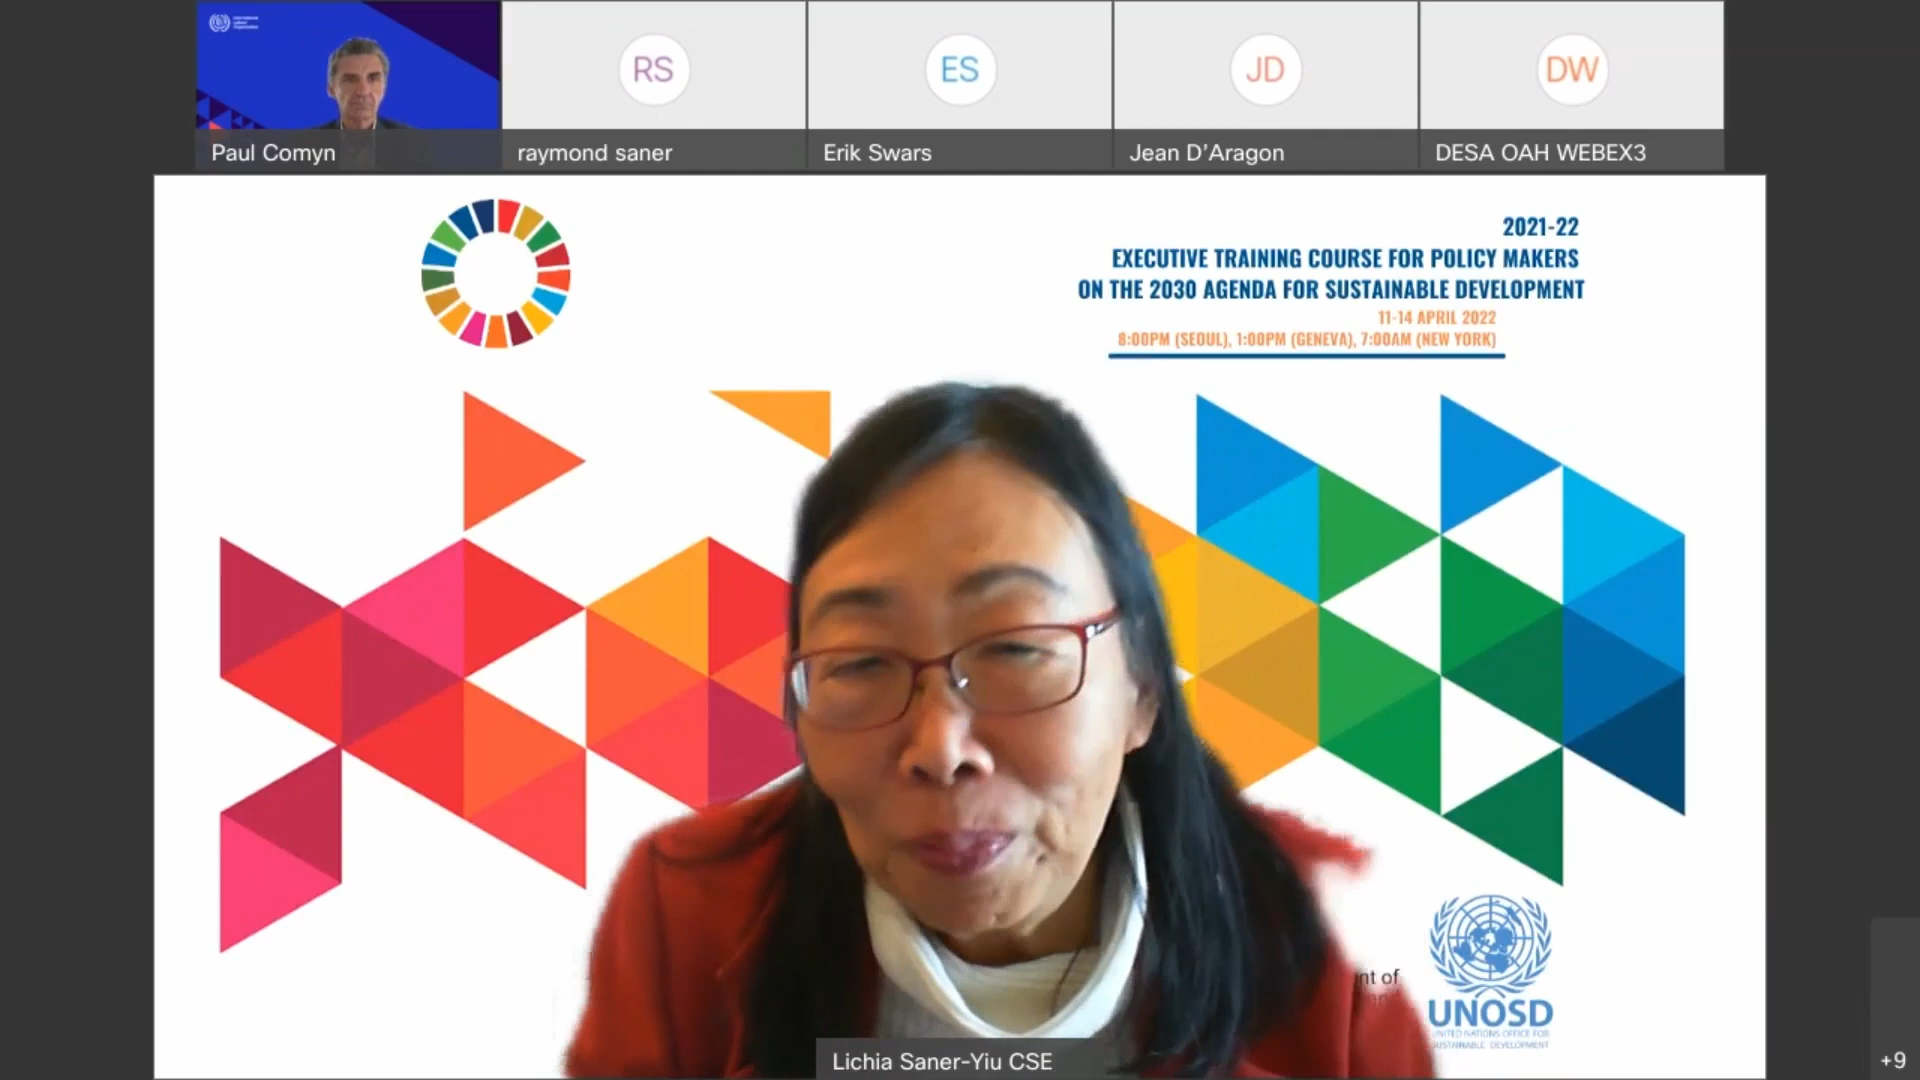 International
Labour
Organization
RS
ES
JD
DW
Paul Comyn
raymond saner
Erik Swars
Jean D'Aragon
DESA OAH WEBEX3
2021-22
EXECUTIVE TRAINING COURSE FOR POLICY MAKERS
ON THE 2030 AGENDA FOR SUSTAINABLE DEVELOPMENT
11-14 APRIL 2022
8:00PM (SEOUL), 1:00PM (GENEVA), 7:00AM (NEW YORK)
nt of
UNOSD
UNITED NATIONS OFFICE FOR
SUSTAINABLE DEVELOPMENT
Lichia Saner-Yiu CSE
+9